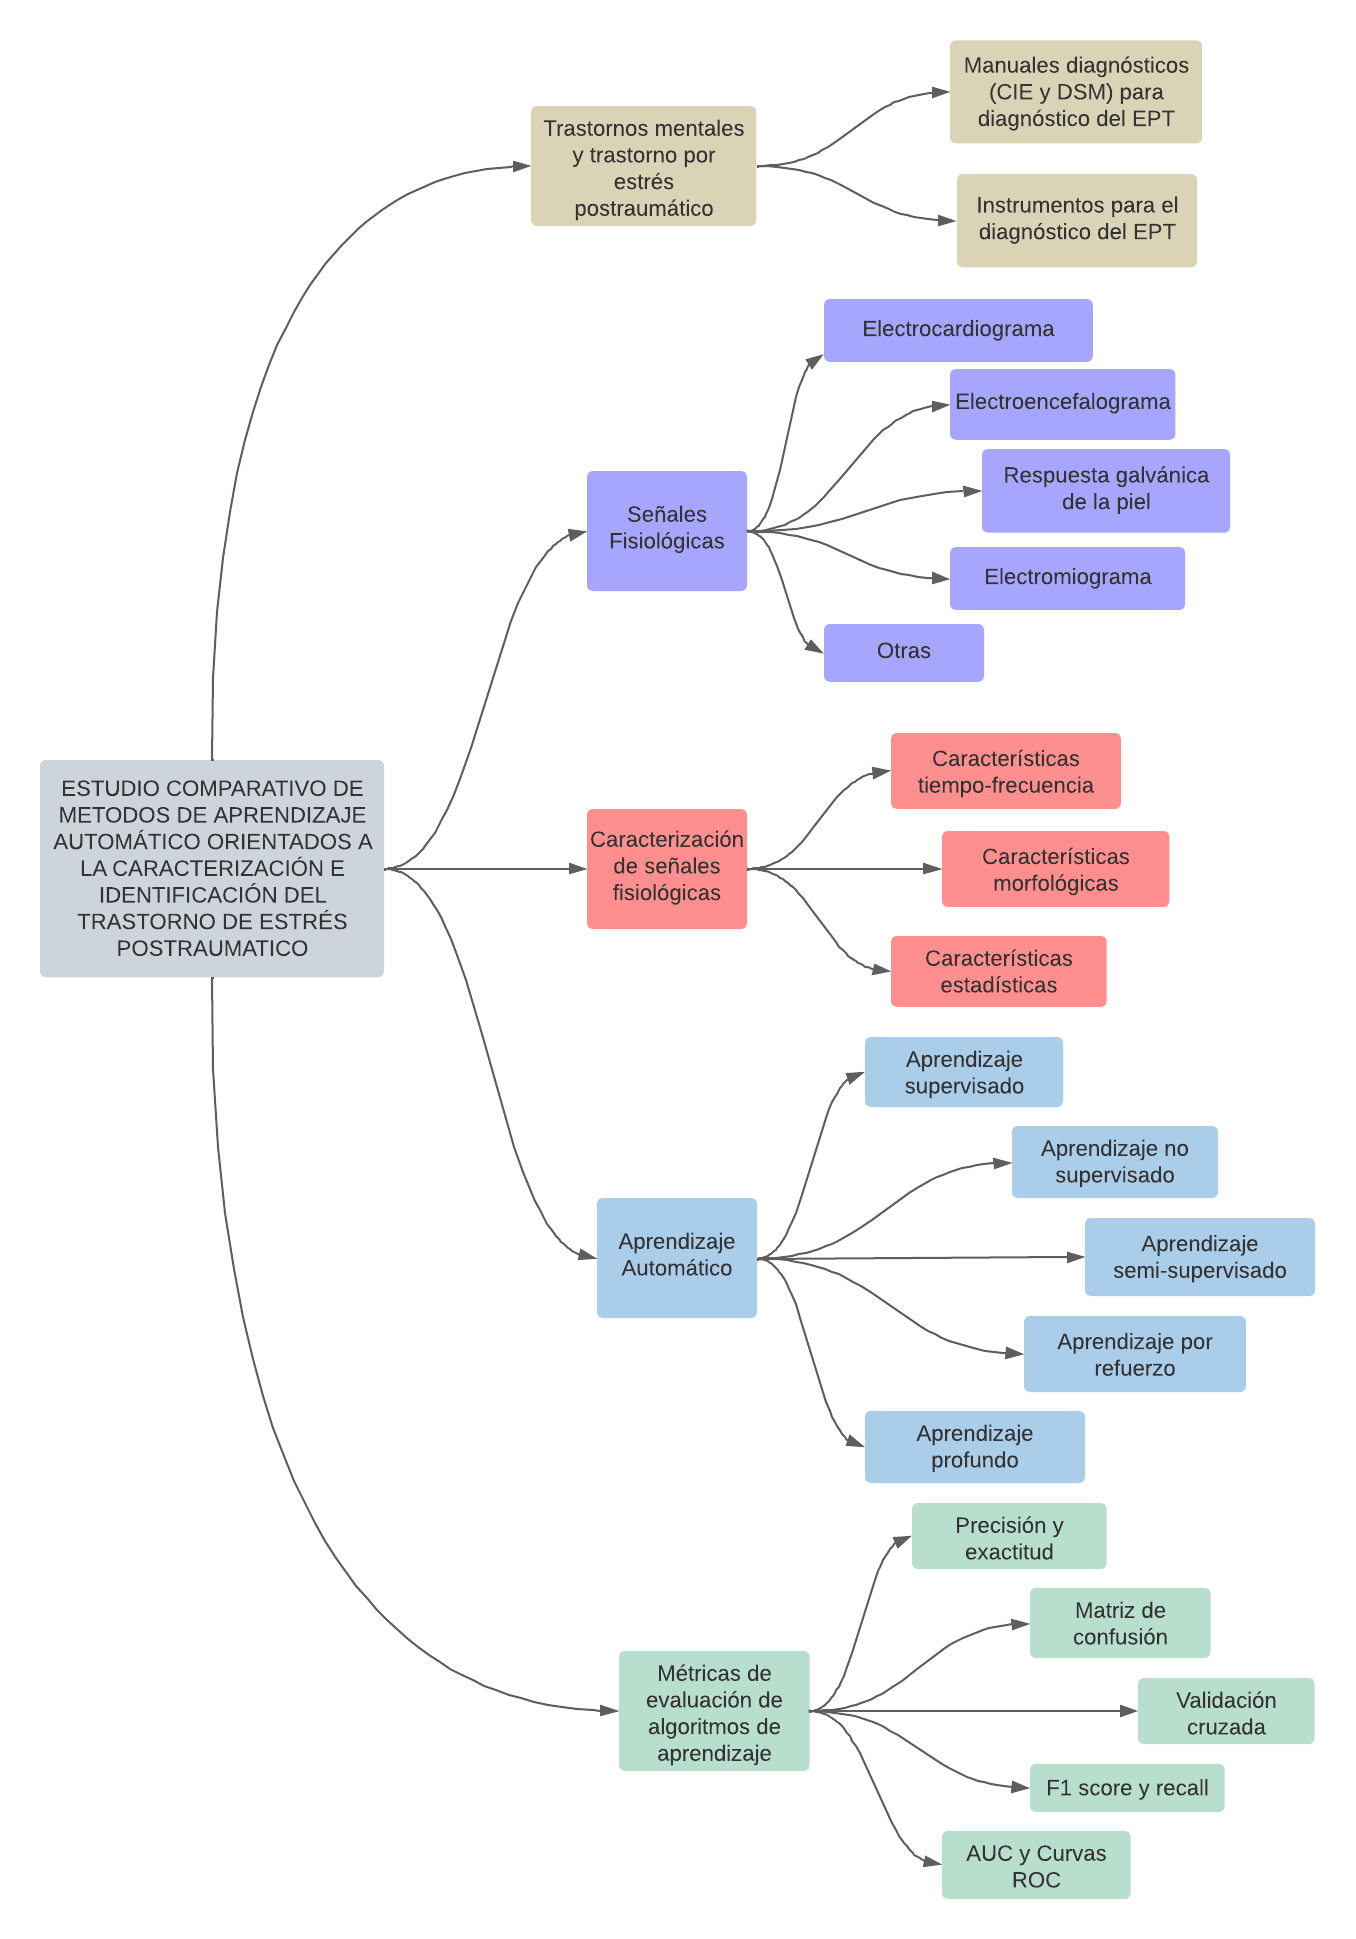 Manuales diagnósticos
(CIE y DSM) para
diagnóstico del EPT
Trastornos mentales
y trastorno por
estrés
postraumático
Instrumentos para el
diagnóstico del EPT
Electrocardiograma
Electroencefalograma
Respuesta galvánica
de la piel
Señales
Fisiológicas
Electromiograma
Otras
ESTUDIO COMPARATIVO DE
METODOS DE APRENDIZAJE
AUTOMÁTICO ORIENTADOS A
LA CARACTERIZACIÓN E
IDENTIFICACIÓN DEL
TRASTORNO DE ESTRÉS
POSTRAUMATICO
Características
tiempo-frecuencia
Caracterización
de señales
fisiológicas
Características
morfológicas
Características
estadísticas
Aprendizaje
supervisado
Aprendizaje no
supervisado
Aprendizaje
Automático
Aprendizaje
semi-supervisado
Aprendizaje por
refuerzo
Aprendizaje
profundo
Precisión y
exactitud
Matriz de
confusión
Métricas de
evaluación de
algoritmos de
aprendizaje
Validación
cruzada
F1 score y recall
AUC y Curvas
ROC